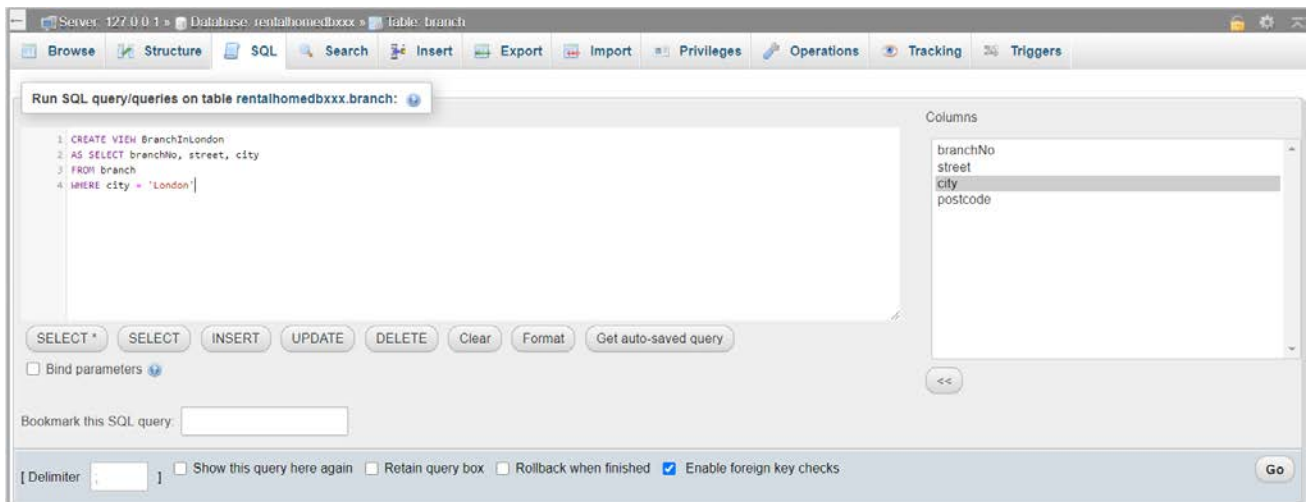 Server: 127.0.0.1 » Database: rentalhomedbxxx » Table: branch
Browse Structure SQL Search Insert Export Import Privileges Operations Tracking Triggers
Run SQL query/queries on table rentalhomedbxxx.branch:
1 CREATE VIEW BranchInLondon
2 AS SELECT branchNo, street, city
3 FROM branch
4 WHERE city = 'London'
Columns
branchNo
street
city
postcode
SELECT * SELECT INSERT UPDATE DELETE Clear Format Get auto-saved query
<<
Bind parameters
Bookmark this SQL query:
[ Delimiter ; ] Show this query here again Retain query box Rollback when finished Enable foreign key checks Go